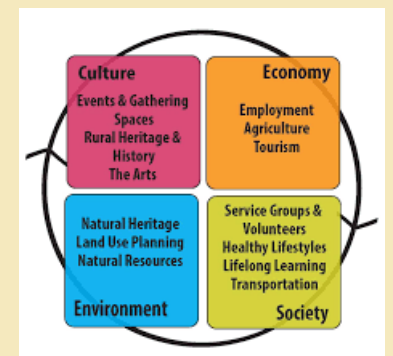 Culture
Events & Gathering
Spaces
Rural Heritage &
History
The Arts
Economy
Employment
Agriculture
Tourism
Natural Heritage
Land Use Planning
Natural Resources
Environment
Service Groups &
Volunteers
Healthy Lifestyles
Lifelong Learning
Transportation
Society